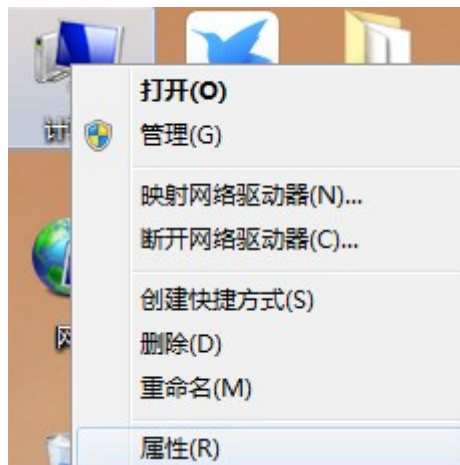 打开(O)
计
管理(G)
映射网络驱动器(N)...
断开网络驱动器(C)...
创建快捷方式(S)
删除(D)
重命名(M)
属性(R)